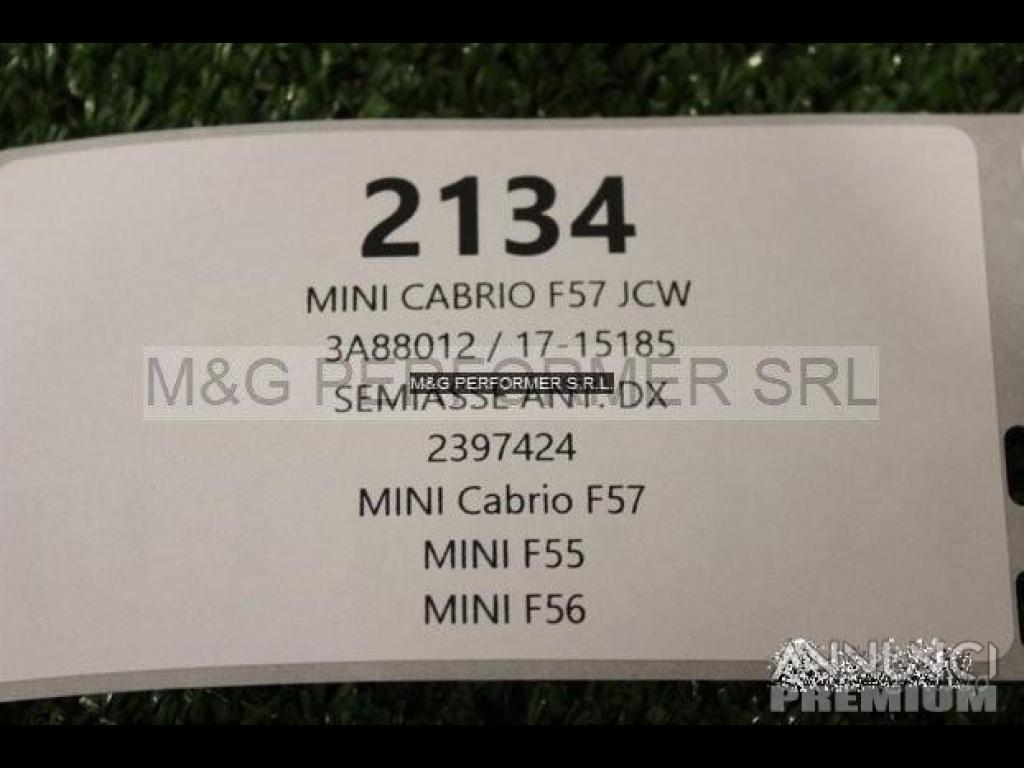 2134
MINI CABRIO F57 JCW
3A88012 / 17-15185
M&G PERFORMER SRL
M&G PERFORMER S.R.L.
SEMIASSE ANT. DX
2397424
MINI Cabrio F57
MINI F55
MINI F56
ANNUNCI
PREMIUM